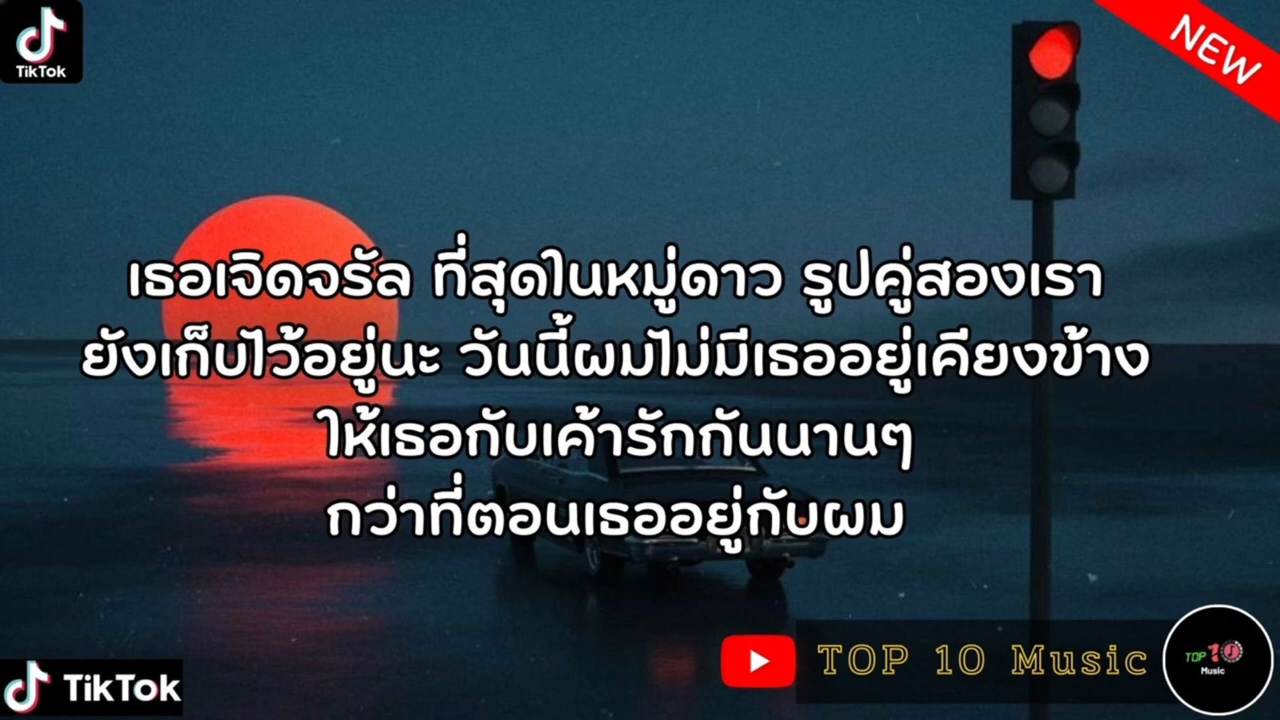 TikTok
NEW
เธอเจิดจรัล ที่สุดในหมู่ดาว รูปคู่สองเรา
ยังเก็บไว้อยู่นะ วันนี้ผมไม่มีเธออยู่เคียงข้าง
ให้เธอกับเค้ารักกันนานๆ
กว่าที่ตอนเธออยู่กับผม
TOP 10 Music
TOP 10
Music
TikTok